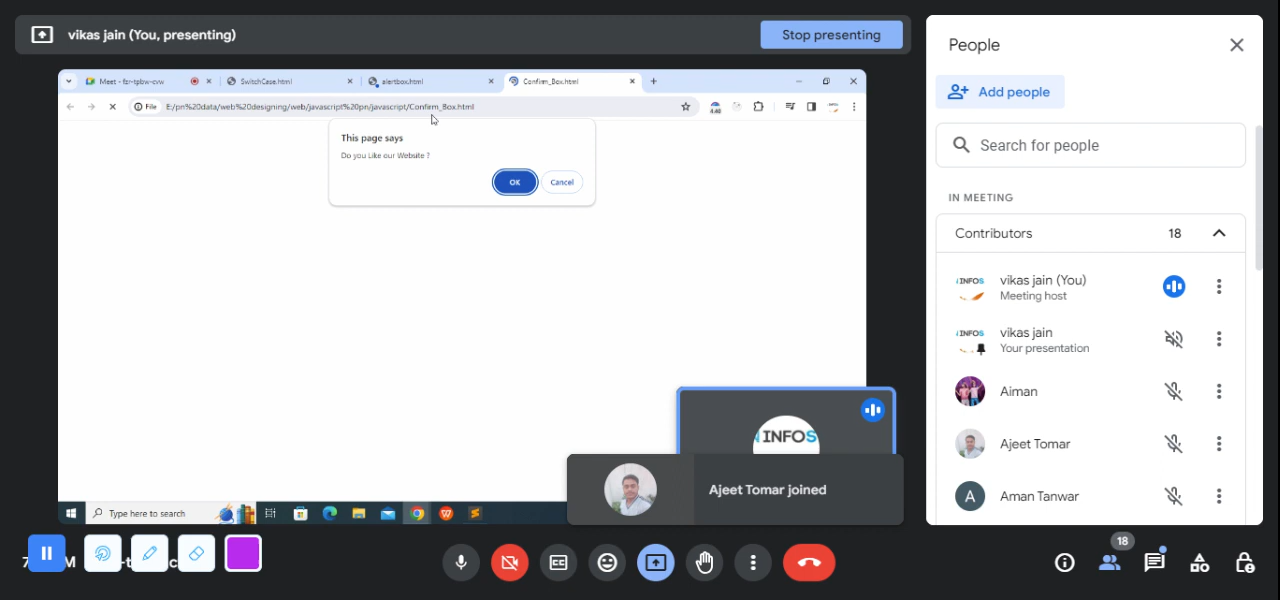 vikas jain (You, presenting)
Stop presenting
Meet - fzr-tpbw-cvw
SwitchCase.html
alertbox.html
Confirm_Box.html
File
E:/pn%20data/web%20designing/web/javascript%20pn/javascript/Confirm_Box.html
This page says
Do you Like our Website ?
OK
Cancel
INFOS
Ajeet Tomar joined
Type here to search
People
Add people
Search for people
IN MEETING
Contributors
18
INFOS
vikas jain (You)
Meeting host
INFOS
vikas jain
Your presentation
Aiman
Ajeet Tomar
A
Aman Tanwar
18